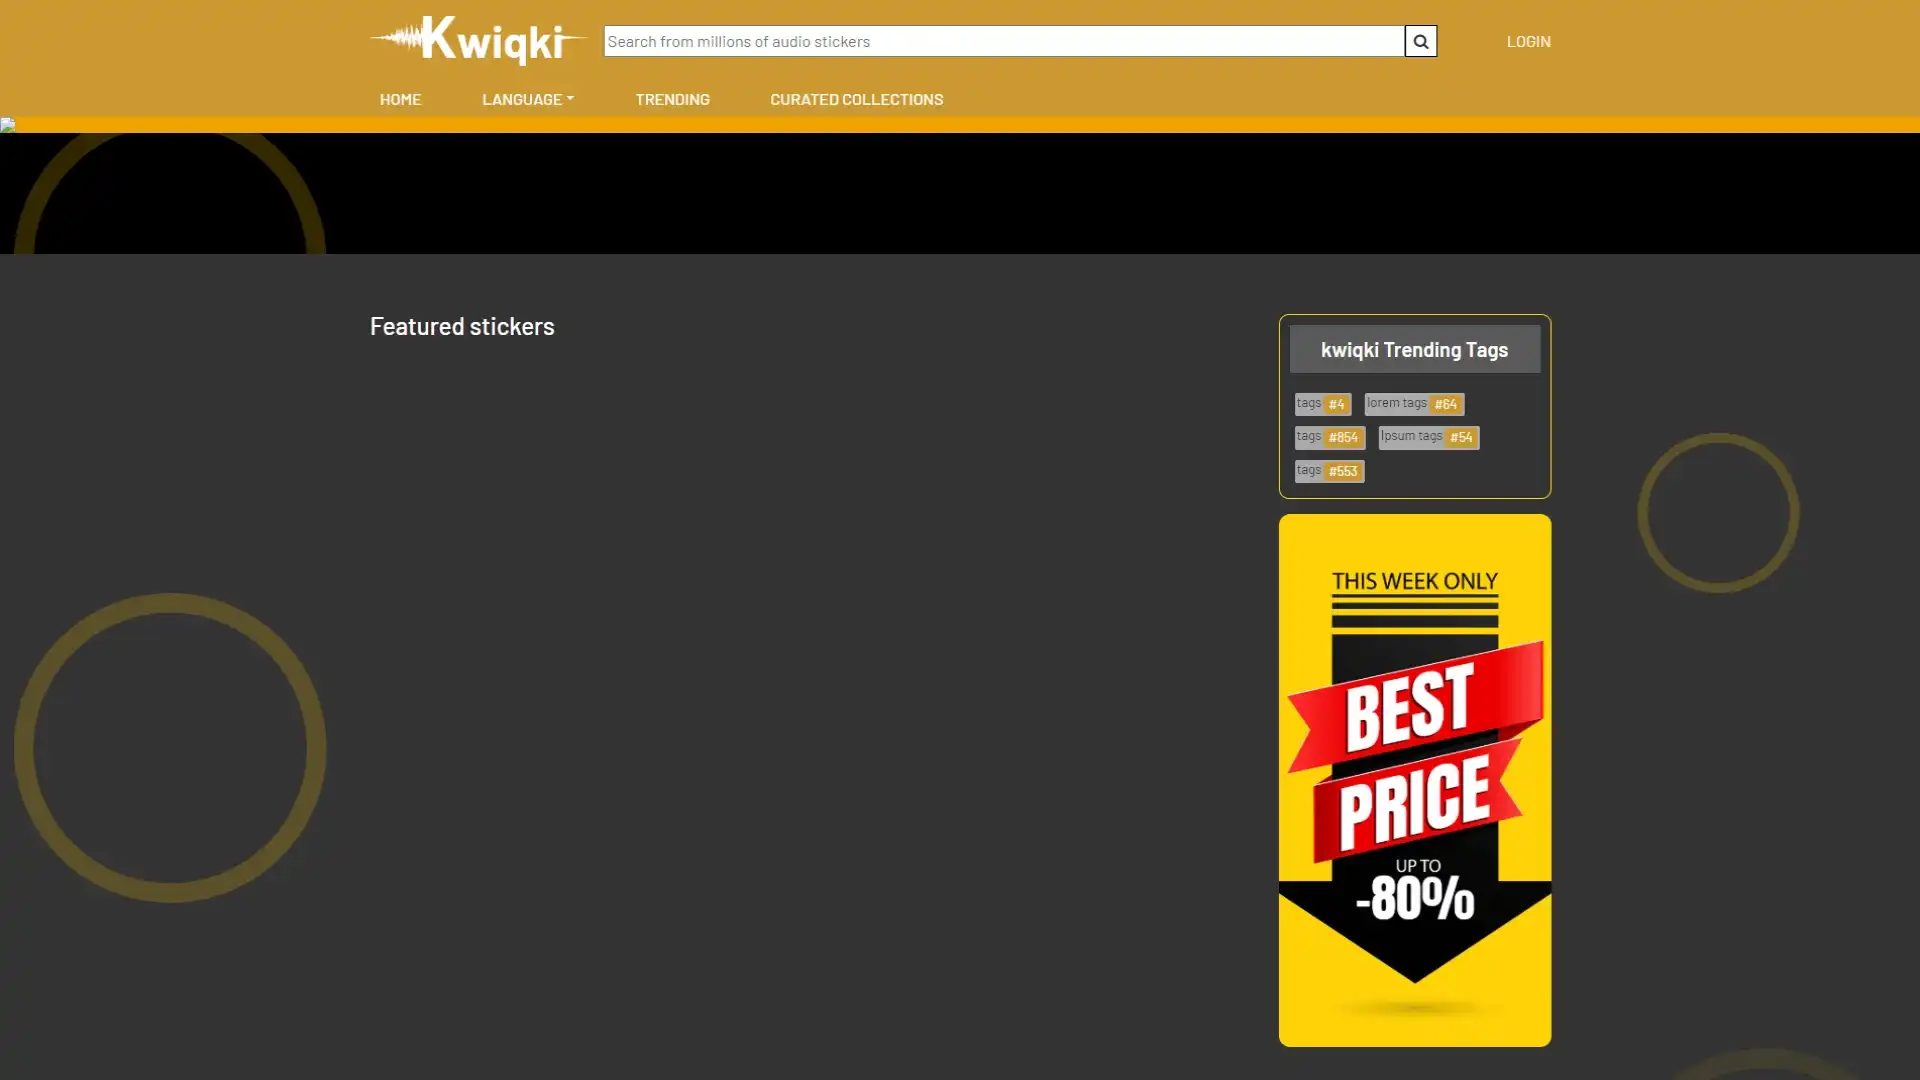 Kwiqki
Search from millions of audio stickers
LOGIN
HOME
LANGUAGE
TRENDING
CURATED COLLECTIONS
Featured stickers
kwiqki Trending Tags
tags #4
lorem tags #64
tags #854
Ipsum tags #54
tags #553
THIS WEEK ONLY
BEST
PRICE
UP TO
-80%